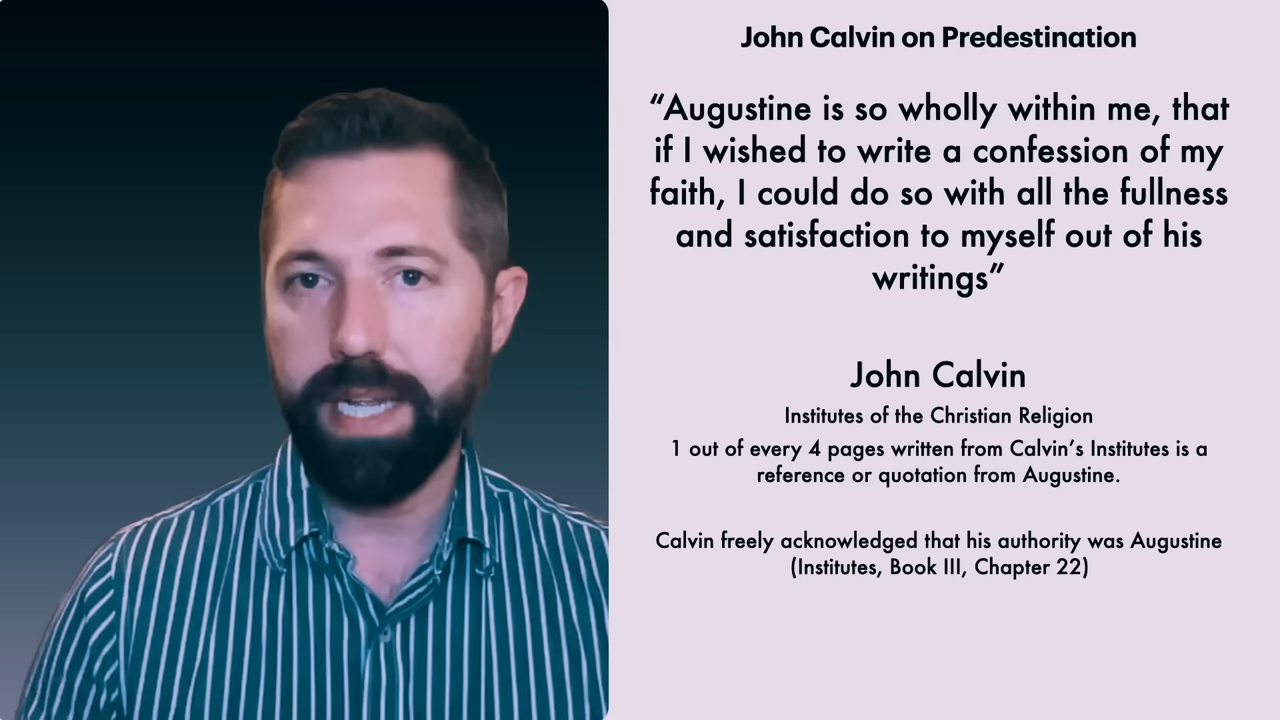 John Calvin on Predestination
“Augustine is so wholly within me, that
if I wished to write a confession of my
faith, I could do so with all the fullness
and satisfaction to myself out of his
writings”
John Calvin
Institutes of the Christian Religion
1 out of every 4 pages written from Calvin’s Institutes is a
reference or quotation from Augustine.
Calvin freely acknowledged that his authority was Augustine
(Institutes, Book III, Chapter 22)